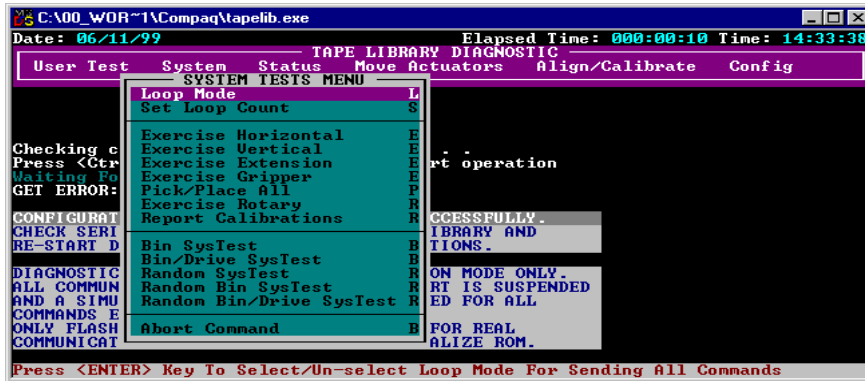 C:\00_WOR~1\Compaq\tapelib.exe
Date: 06/11/99 Elapsed Time: 000:00:10 Time: 14:33:38
TAPE LIBRARY DIAGNOSTIC
User Test System Status Move Actuators Align/Calibrate Config
SYSTEM TESTS MENU
Loop Mode L
Set Loop Count S
Exercise Horizontal E
Checking c Exercise Vertical E . .
Press <Ctr Exercise Extension E rt operation
Waiting Fo Exercise Gripper E
GET ERROR: Pick/Place All P
Exercise Rotary R
CONFIGURAT Report Calibrations R CCESSFULLY.
CHECK SERI IBRARY AND
RE-START D Bin SysTest B TIONS.
Bin/Drive SysTest B
DIAGNOSTIC Random SysTest R ON MODE ONLY.
ALL COMMUN Random Bin SysTest R RT IS SUSPENDED
AND A SIMU Random Bin/Drive SysTest R ED FOR ALL
COMMANDS E
ONLY FLASH Abort Command B FOR REAL
COMMUNICAT ALIZE ROM.
Press <ENTER> Key To Select/Un-select Loop Mode For Sending All Commands